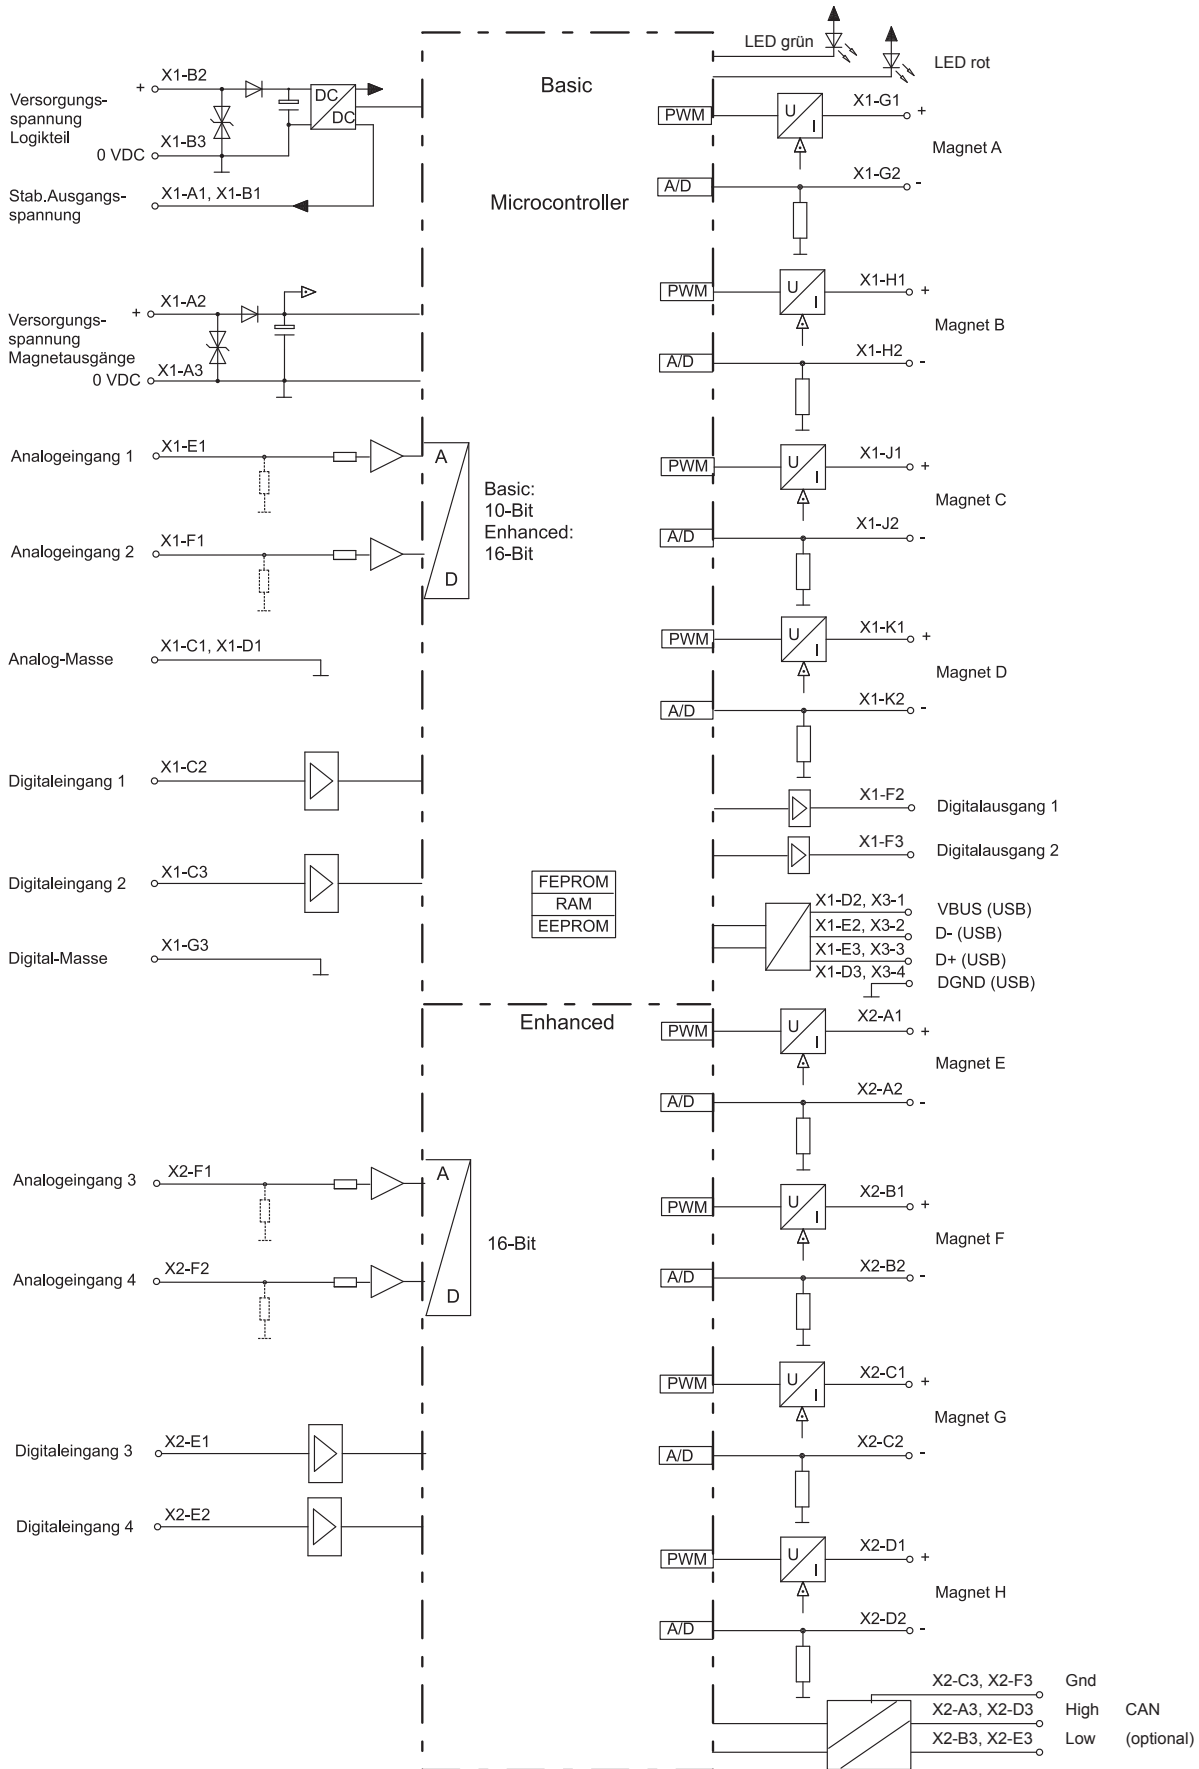 LED grün
LED rot
Basic
Microcontroller
X1-B2
+
Versorgungs-
spannung
Logikteil
DC
DC
X1-B3
0 VDC
Stab.Ausgangs-
spannung
X1-A1, X1-B1
X1-A2
+
Versorgungs-
spannung
Magnetausgänge
X1-A3
0 VDC
Analogeingang 1
X1-E1
Analogeingang 2
X1-F1
A
D
Basic:
10-Bit
Enhanced:
16-Bit
Analog-Masse
X1-C1, X1-D1
Digitaleingang 1
X1-C2
Digitaleingang 2
X1-C3
Digital-Masse
X1-G3
FEPROM
RAM
EEPROM
PWM
U
I
X1-G1
+
Magnet A
A/D
X1-G2
-
PWM
U
I
X1-H1
+
Magnet B
A/D
X1-H2
-
PWM
U
I
X1-J1
+
Magnet C
A/D
X1-J2
-
PWM
U
I
X1-K1
+
Magnet D
A/D
X1-K2
-
X1-F2
Digitalausgang 1
X1-F3
Digitalausgang 2
X1-D2, X3-1
VBUS (USB)
X1-E2, X3-2
D- (USB)
X1-E3, X3-3
D+ (USB)
X1-D3, X3-4
DGND (USB)
Enhanced
Analogeingang 3
X2-F1
Analogeingang 4
X2-F2
A
D
16-Bit
Digitaleingang 3
X2-E1
Digitaleingang 4
X2-E2
PWM
U
I
X2-A1
+
Magnet E
A/D
X2-A2
-
PWM
U
I
X2-B1
+
Magnet F
A/D
X2-B2
-
PWM
U
I
X2-C1
+
Magnet G
A/D
X2-C2
-
PWM
U
I
X2-D1
+
Magnet H
A/D
X2-D2
-
X2-C3, X2-F3 Gnd
X2-A3, X2-D3 High CAN
X2-B3, X2-E3 Low (optional)